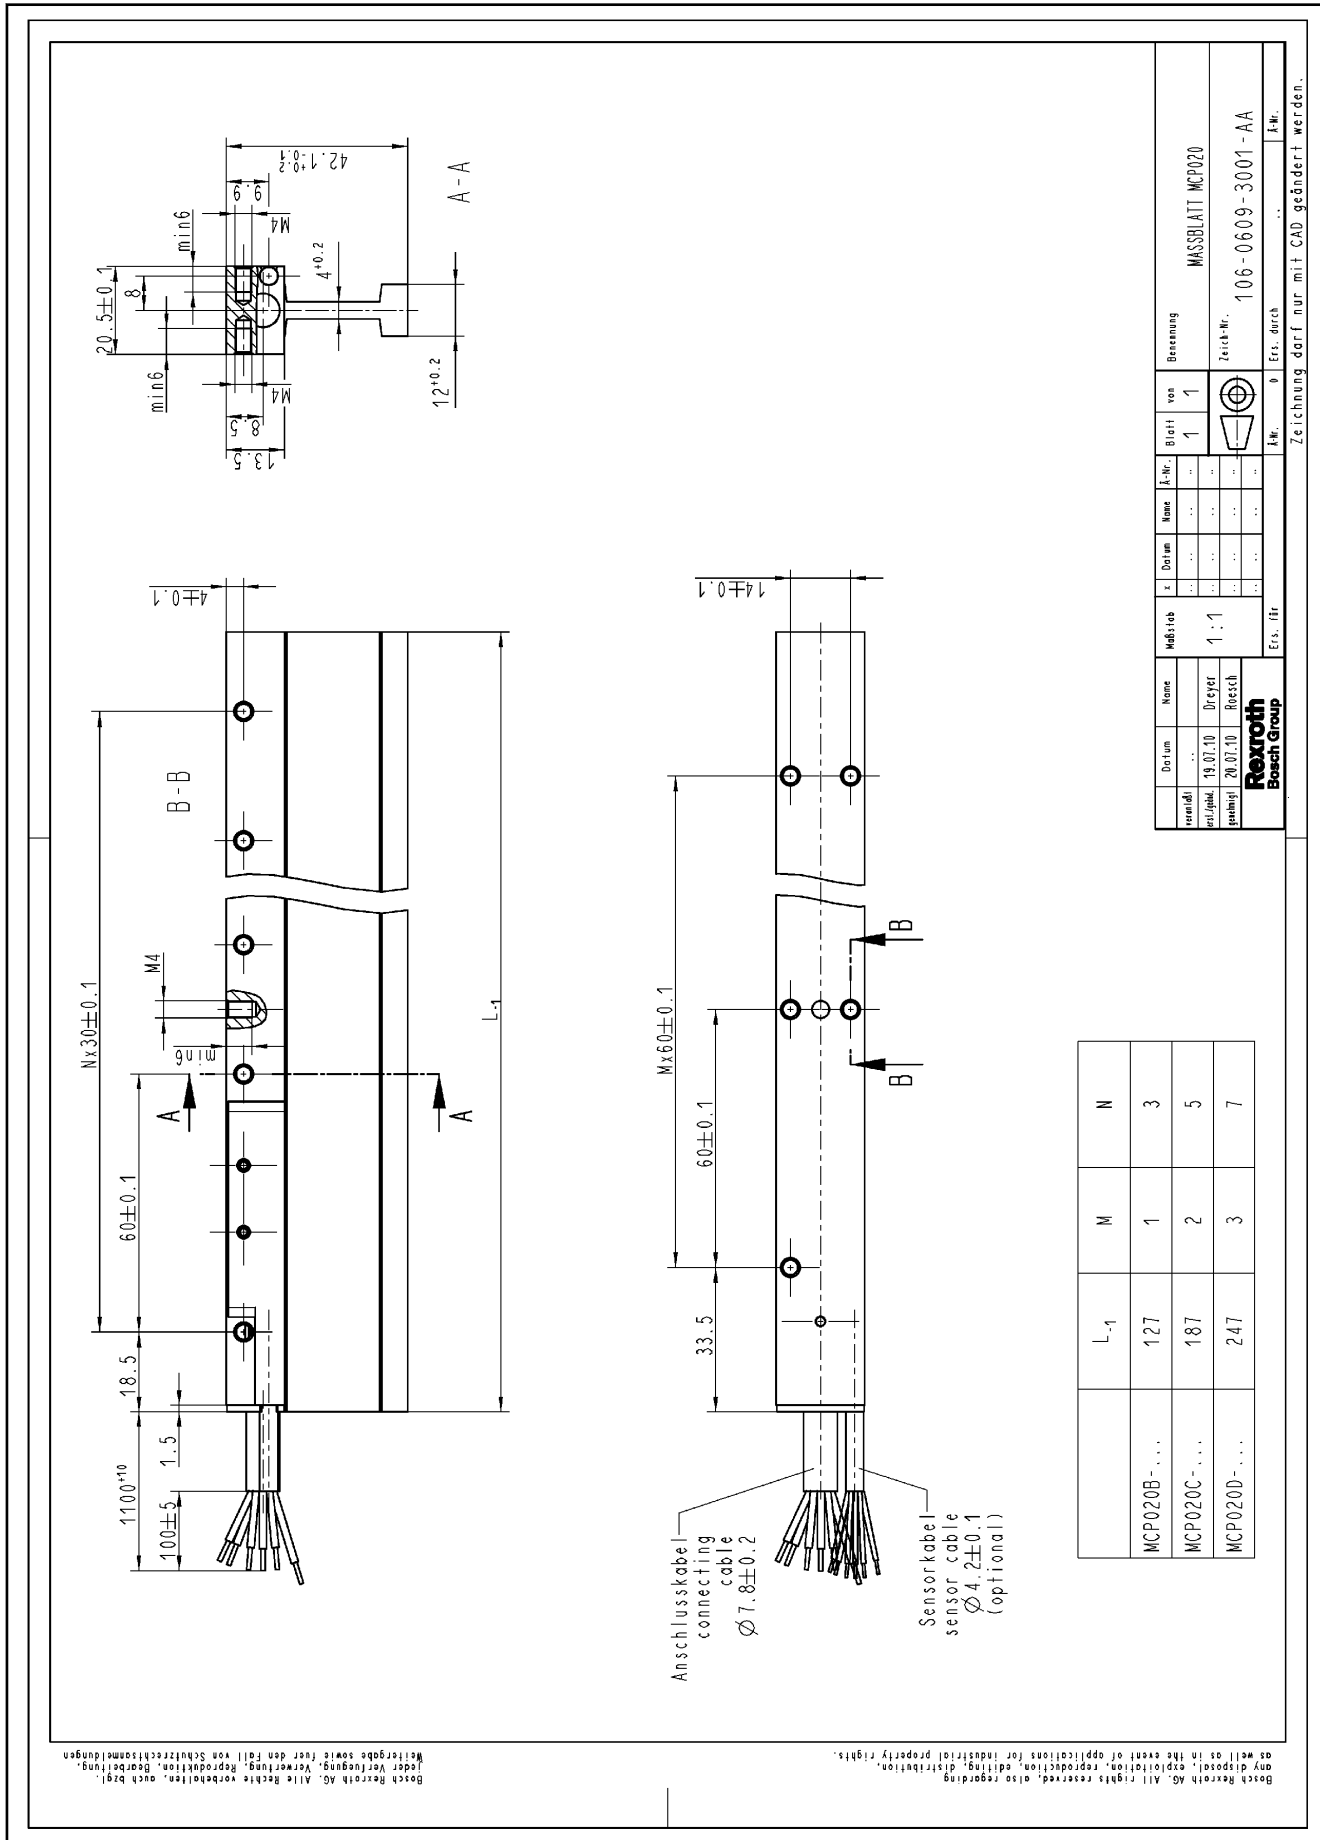 Nx30±0.1
B-B
18.5
60±0.1
1100+10
100±5
1.5
A
A
min6
M4
4±0.1
L-1
20.5±0.1
8
min6
min6
M4
M4
8.5
13.5
9.9
42.1+0.2-0.1
4+0.2
12+0.2
A-A
Mx60±0.1
33.5
60±0.1
B
B
14±0.1
Anschlusskabel
connecting
cable
Ø7.8±0.2
Sensorkabel
sensor cable
Ø4.2±0.1
(optional)
L-1 M N
MCP020B-... 127 1 3
MCP020C-... 187 2 5
MCP020D-... 247 3 7
Datum Name
veranlaßt ..
erst./geänd. 19.07.10 Dreyer
genehmigt 20.07.10 Roesch
Rexroth
Bosch Group
Maßstab
1:1
x Datum Name Ä-Nr.
.. .. .. ..
.. .. .. ..
.. .. .. ..
.. .. .. ..
Blatt von
1 1
Benennung
MASSBLATT MCP020
Zeich-Nr.
106-0609-3001-AA
Ers. für Ä-Nr. 0 Ers. durch .. Ä-Nr.
Zeichnung darf nur mit CAD geändert werden.
Bosch Rexroth AG. Alle Rechte vorbehalten, auch bzgl.
jeder Verfuegung, Verwertung, Reproduktion, Bearbeitung,
Weitergabe sowie fuer den Fall von Schutzrechtsanmeldungen
Bosch Rexroth AG. All rights reserved, also regarding
any disposal, exploitation, reproduction, editing, distribution,
as well as in the event of applications for industrial property rights.